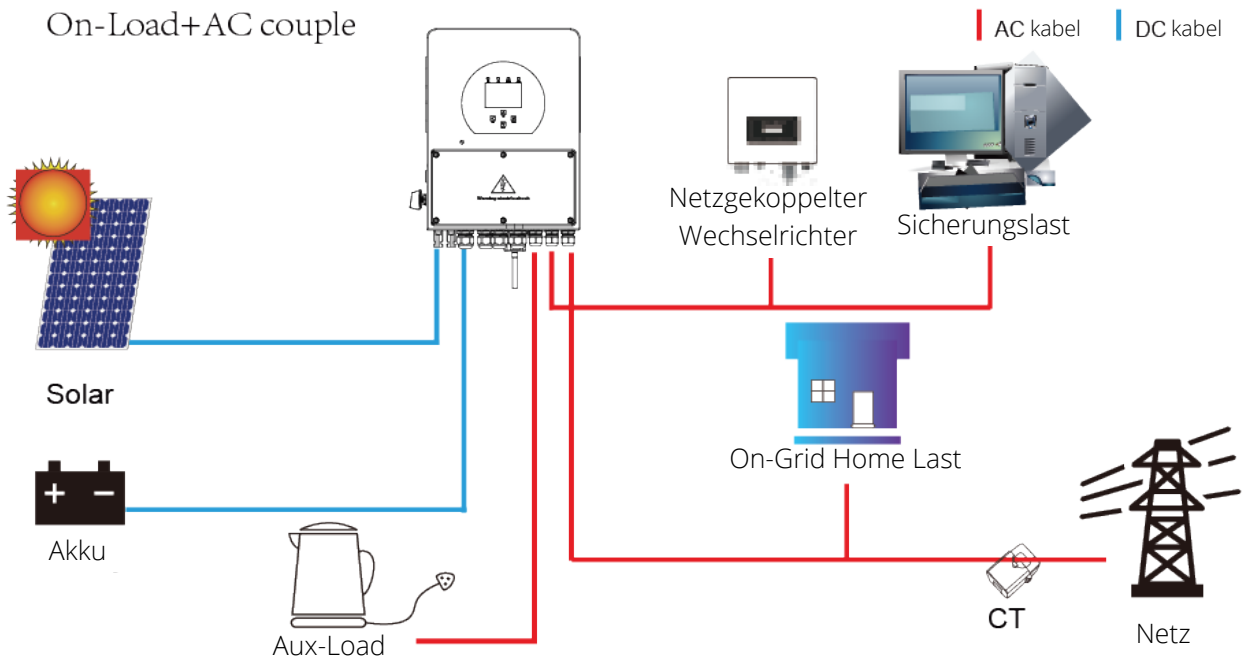 On-Load+AC couple
AC kabel
DC kabel
Netzgekoppelter
Wechselrichter
Sicherungslast
Solar
On-Grid Home Last
Akku
Aux-Load
CT
Netz